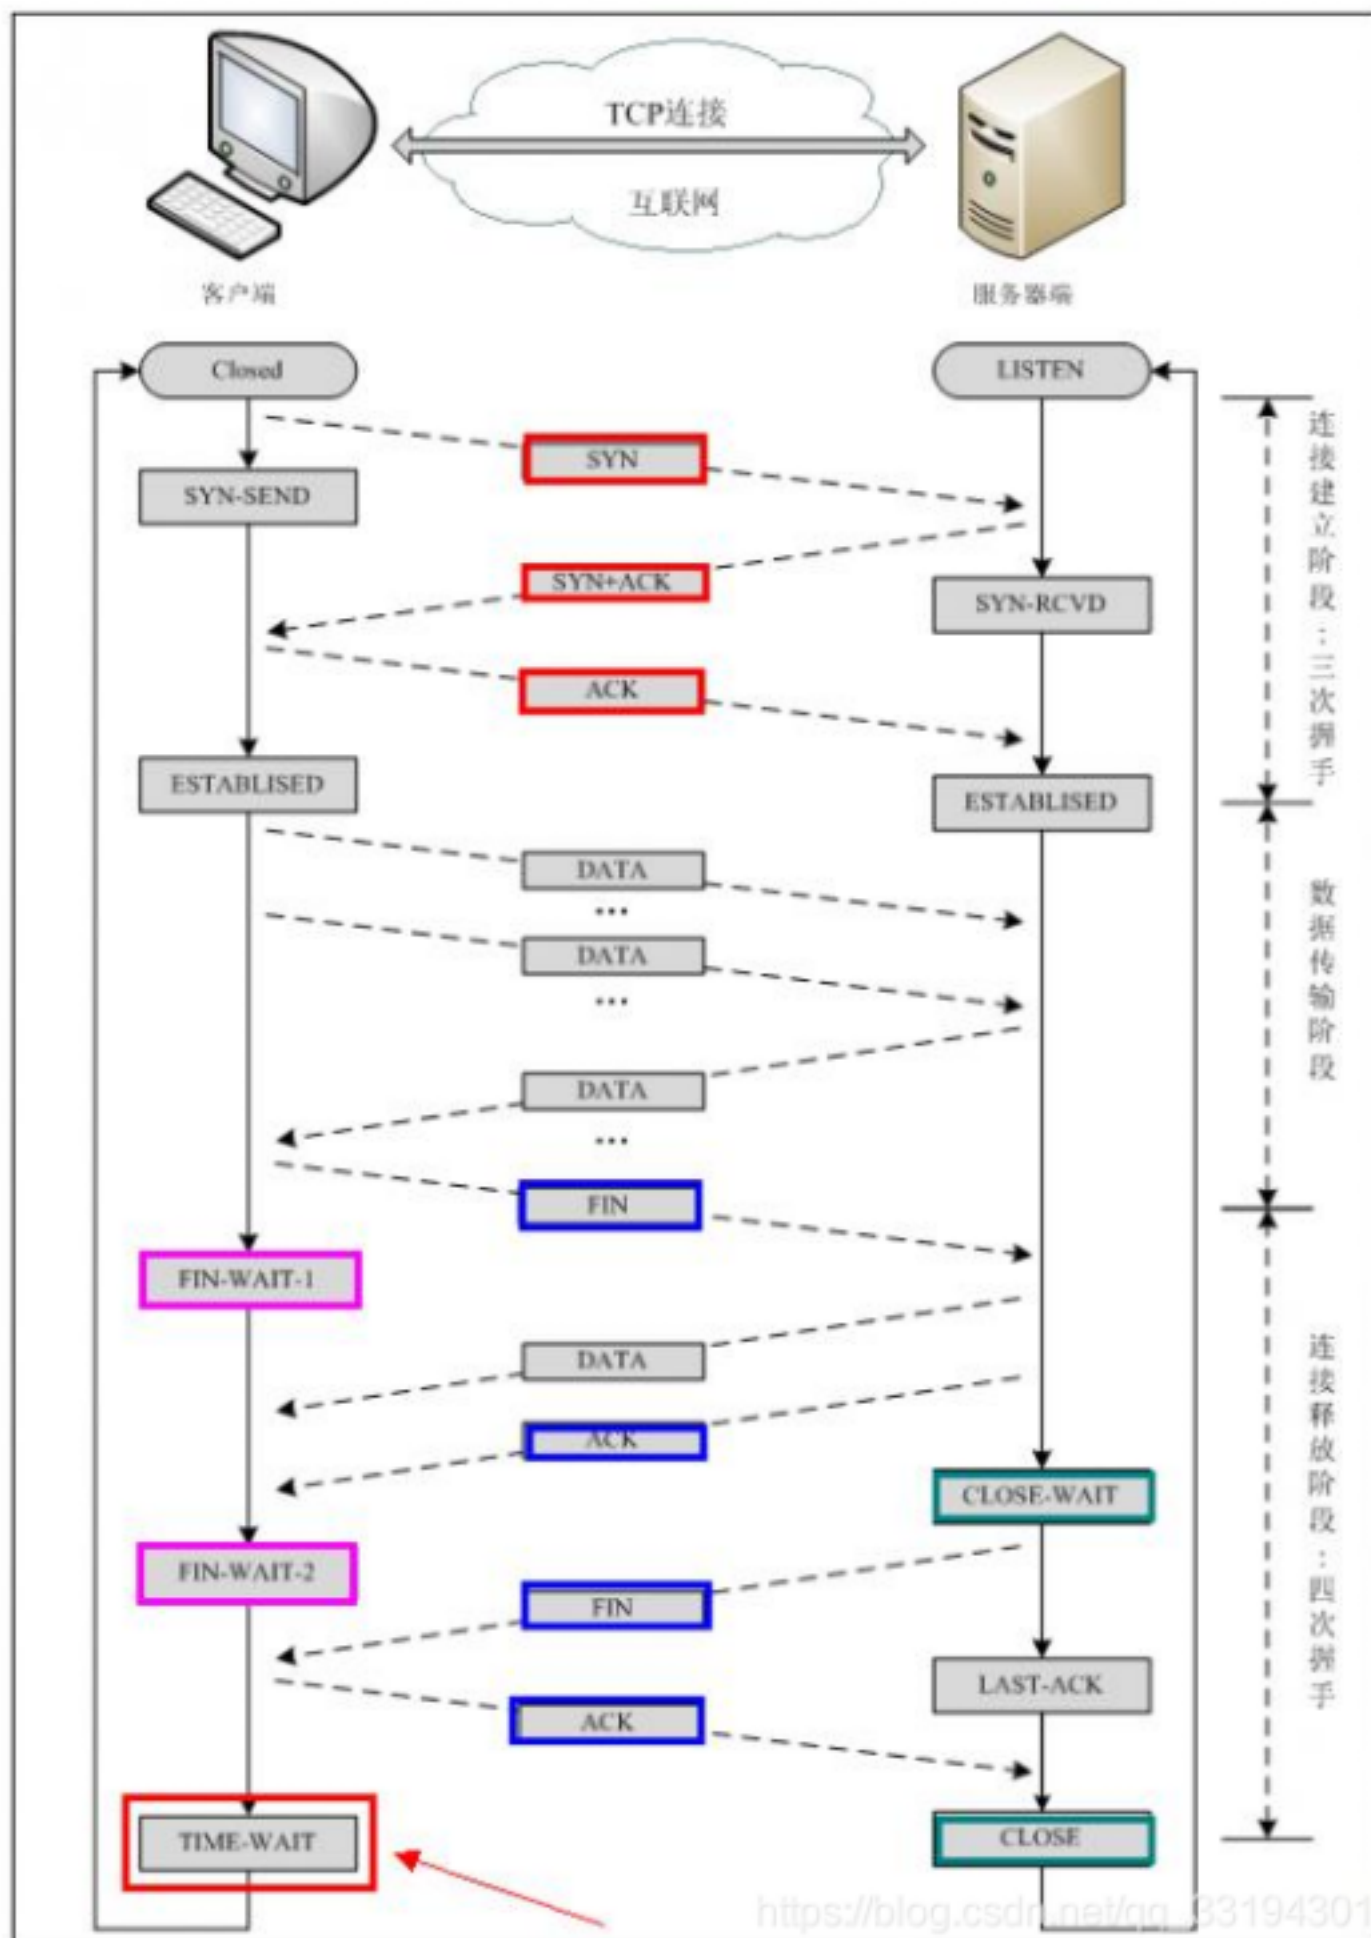 TCP连接
互联网
客户端
服务器端
Closed
LISTEN
SYN
SYN-SEND
SYN+ACK
SYN-RCVD
ACK
ESTABLISED
ESTABLISED
连接建立阶段：三次握手
DATA
...
DATA
...
DATA
...
数据传输阶段
FIN
FIN-WAIT-1
DATA
ACK
CLOSE-WAIT
FIN-WAIT-2
FIN
LAST-ACK
ACK
TIME-WAIT
CLOSE
连接释放阶段：四次握手
https://blog.csdn.net/qq_33194301